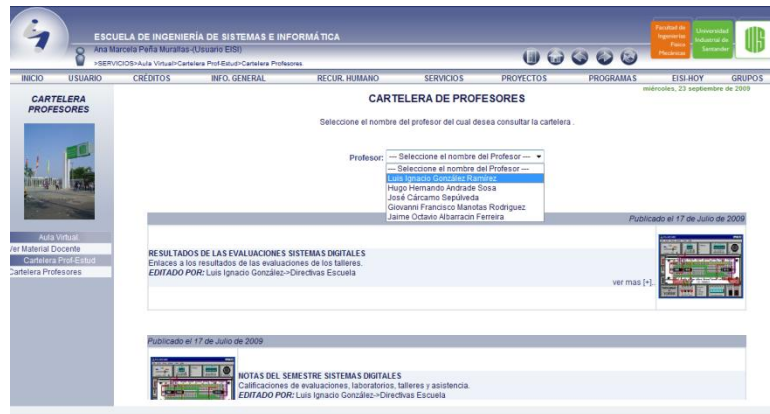 ESCUELA DE INGENIERÍA DE SISTEMAS E INFORMÁTICA
Ana Marcela Peña Murallas-(Usuario EISI)
>SERVICIOS>Aula Virtual>Cartelera Prof-Estud>Cartelera Profesores
Facultad de
Ingenierías
Físico
Mecánicas
Universidad
Industrial de
Santander
UIS
INICIO USUARIO CRÉDITOS INFO. GENERAL RECUR. HUMANO SERVICIOS PROYECTOS PROGRAMAS EISI-HOY GRUPOS
miércoles, 23 septiembre de 2009
CARTELERA
PROFESORES
Aula Virtual
Ver Material Docente
Cartelera Prof-Estud
Cartelera Profesores
CARTELERA DE PROFESORES
Seleccione el nombre del profesor del cual desea consultar la cartelera .
Profesor: --- Seleccione el nombre del Profesor ---
--- Seleccione el nombre del Profesor ---
Luis Ignacio González Ramírez
Hugo Hernando Andrade Sosa
José Cárcamo Sepúlveda
Giovanni Francisco Manotas Rodriguez
Jaime Octavio Albarracin Ferreira
Publicado el 17 de Julio de 2009
RESULTADOS DE LAS EVALUACIONES SISTEMAS DIGITALES
Enlaces a los resultados de las evaluaciones de los talleres.
EDITADO POR: Luis Ignacio González->Directivas Escuela
ver mas [+]..
Publicado el 17 de Julio de 2009
NOTAS DEL SEMESTRE SISTEMAS DIGITALES
Calificaciones de evaluaciones, laboratorios, talleres y asistencia.
EDITADO POR: Luis Ignacio González->Directivas Escuela